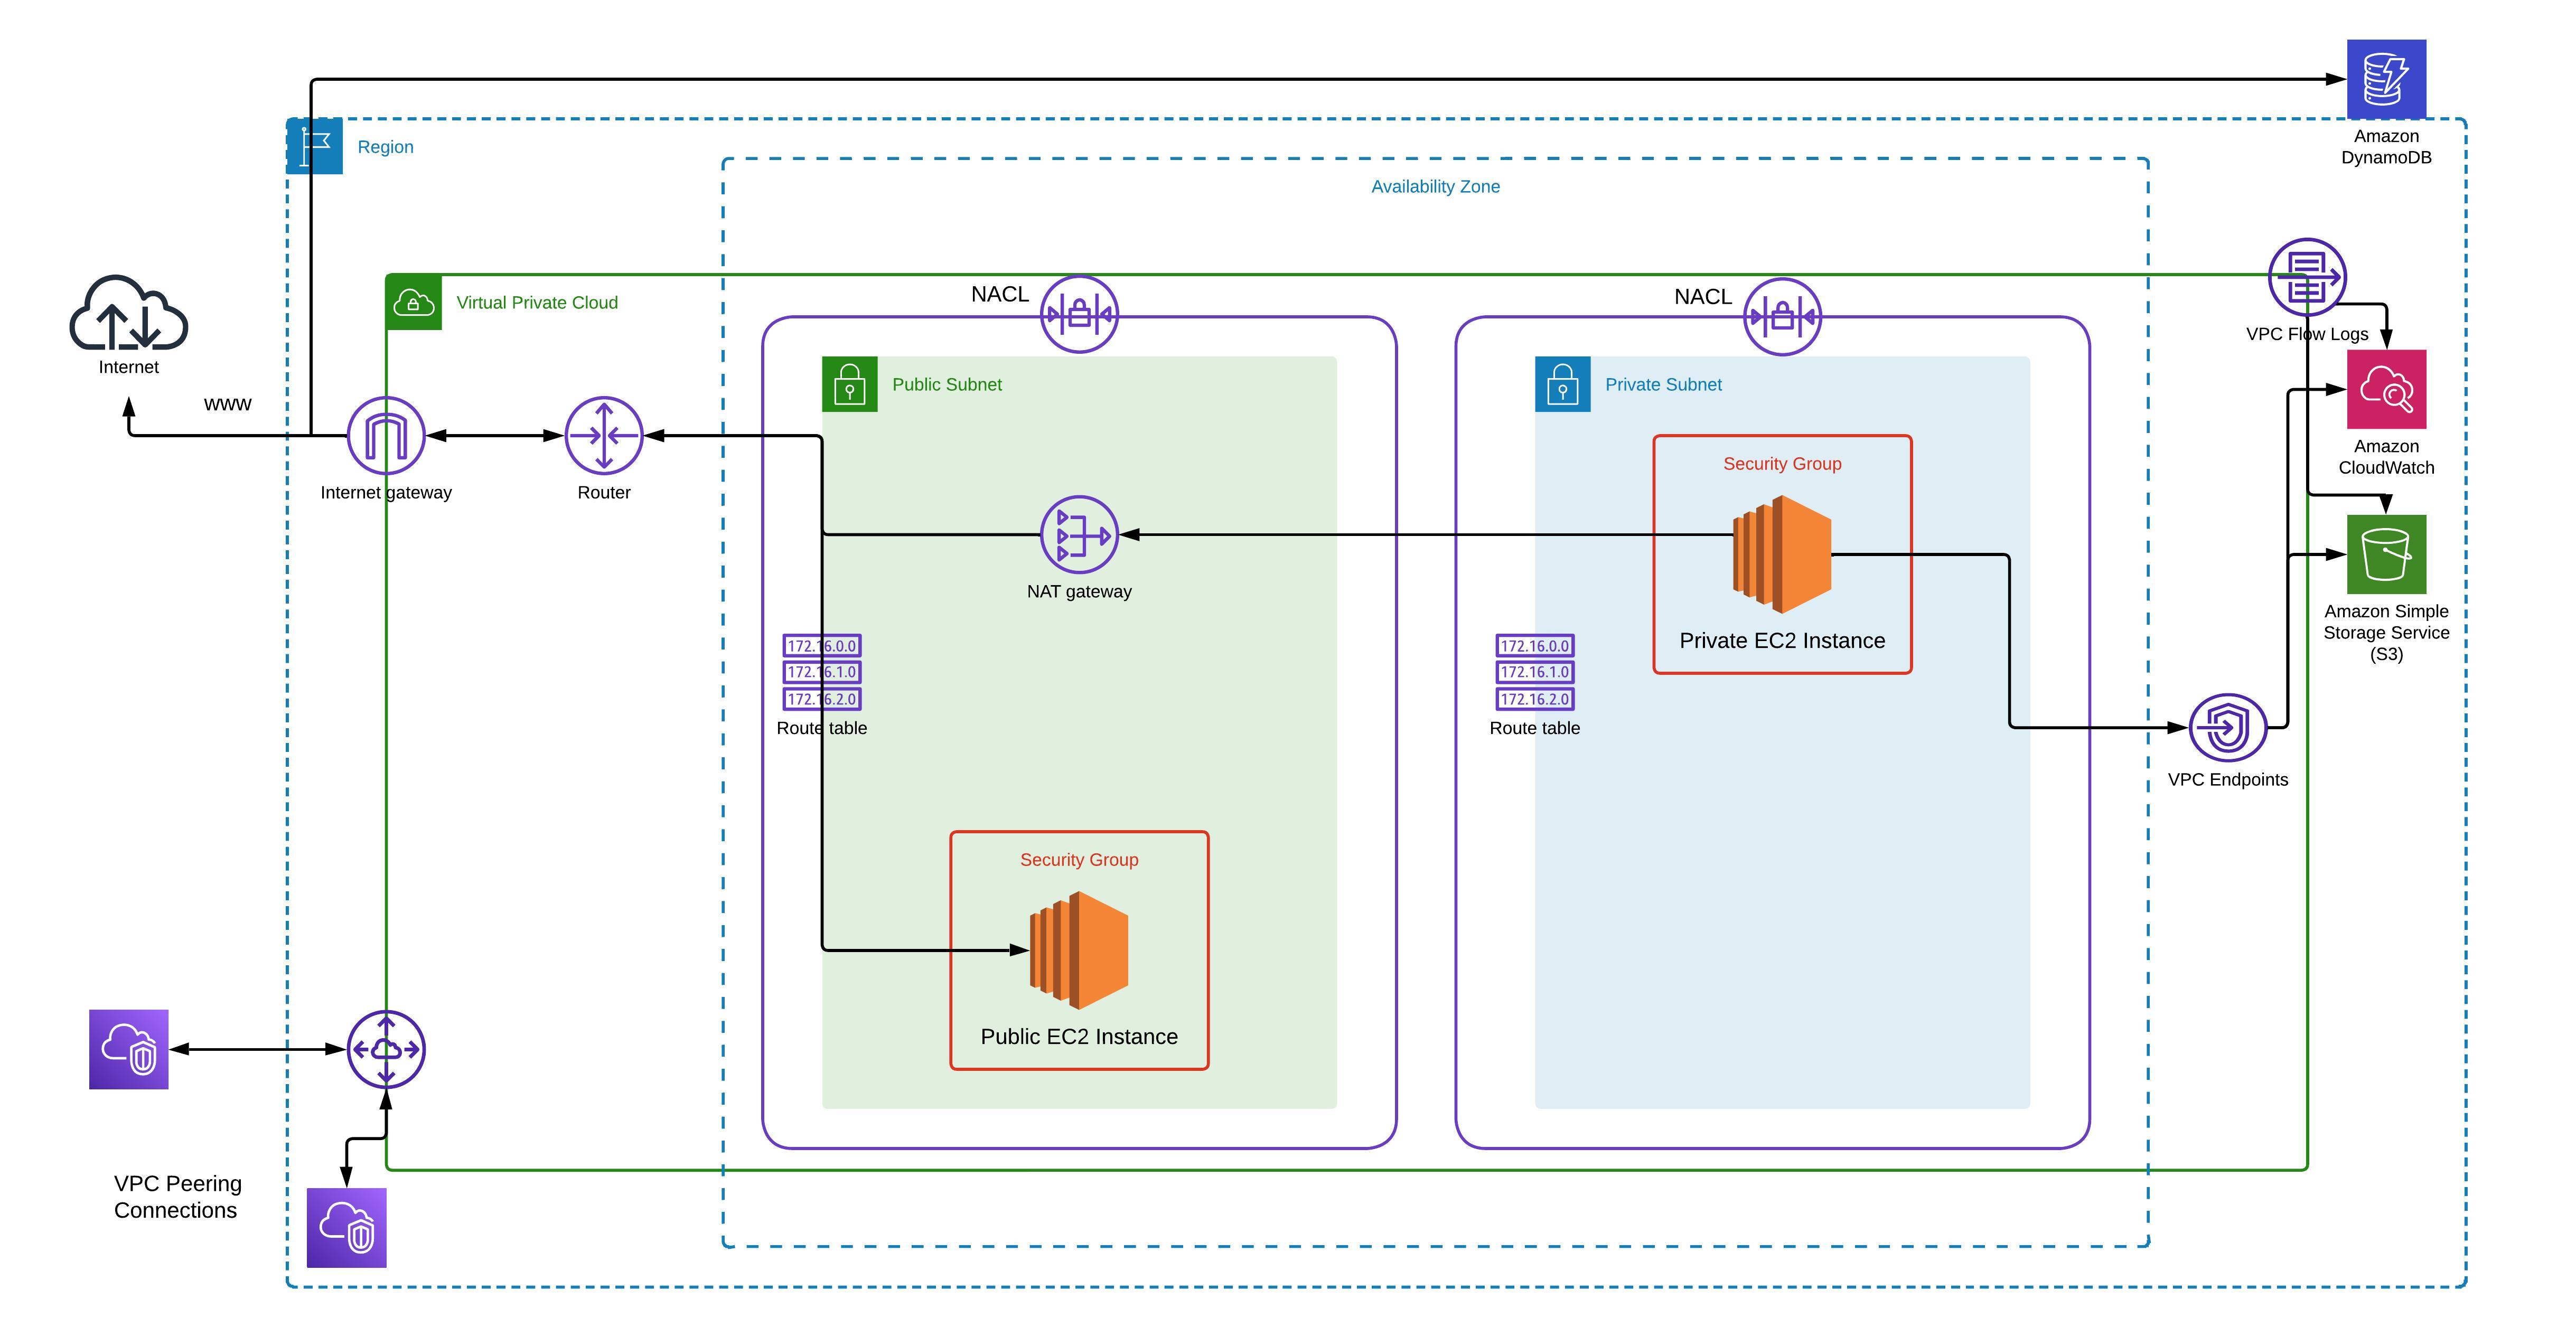 Amazon
DynamoDB
Region
Availability Zone
Internet
www
Virtual Private Cloud
NACL
NACL
VPC Flow Logs
Public Subnet
Private Subnet
Amazon
CloudWatch
Internet gateway
Router
Security Group
NAT gateway
Private EC2 Instance
Amazon Simple
Storage Service
(S3)
172.16.0.0
172.16.1.0
172.16.2.0
Route table
172.16.0.0
172.16.1.0
172.16.2.0
Route table
VPC Endpoints
Security Group
Public EC2 Instance
VPC Peering
Connections